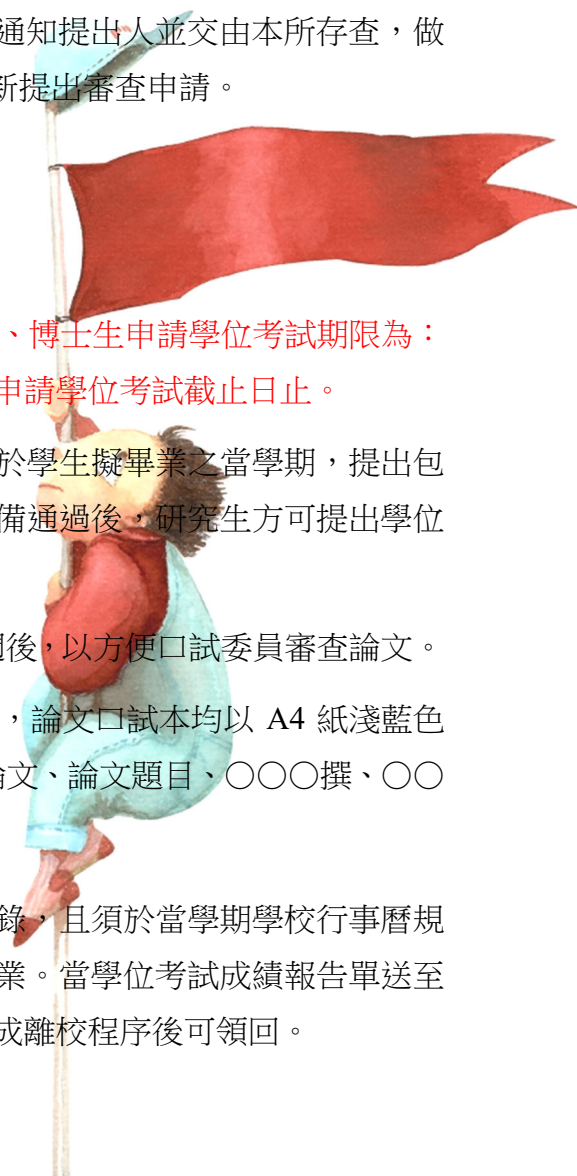 通知提出人並交由本所存查，做
新提出審查申請。
、博士生申請學位考試期限為：
申請學位考試截止日止。
於學生擬畢業之當學期，提出包
備通過後，研究生方可提出學位
後，以方便口試委員審查論文。
，論文口試本均以 A4 紙淺藍色
論文、論文題目、○○○撰、○○
錄，且須於當學期學校行事曆規
業。當學位考試成績報告單送至
成離校程序後可領回。